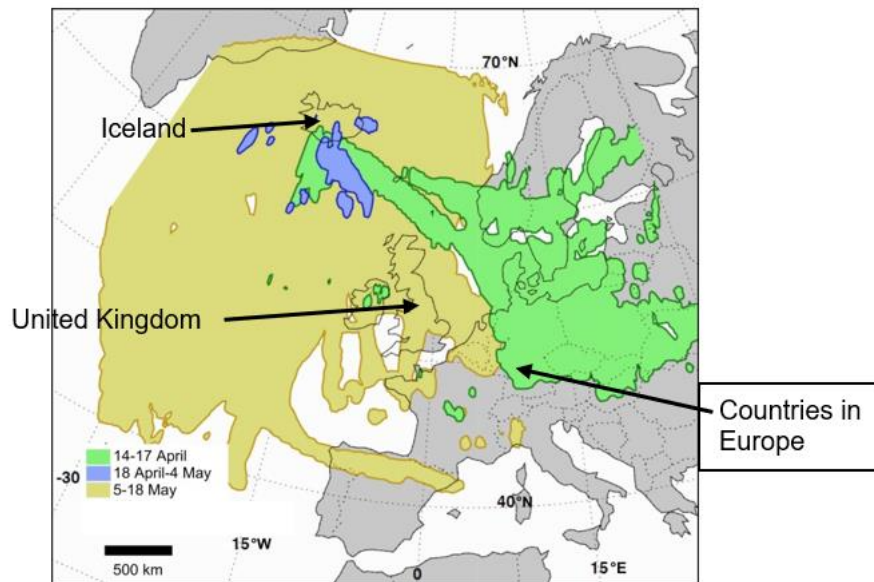 70°N
Iceland
United Kingdom
Countries in
Europe
14-17 April
18 April-4 May
5-18 May
-30
40°N
15°W
15°E
500 km
0